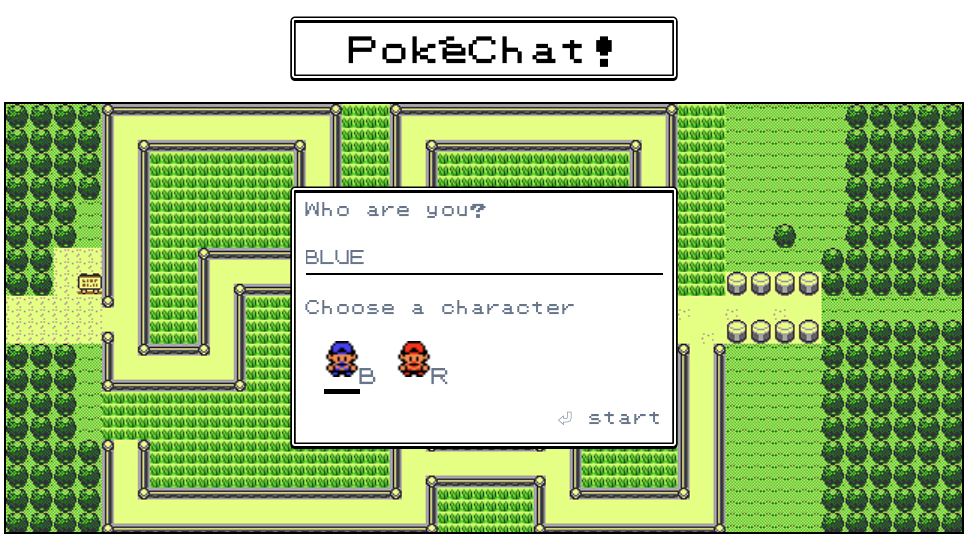 PokéChat!
Who are you?
BLUE
Choose a character
B R
⏎ start